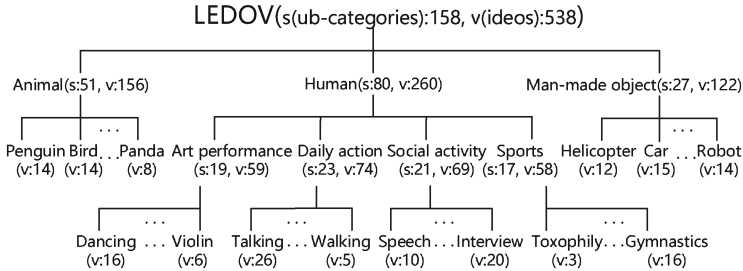 LEDOV(s(ub-categories):158, v(ideos):538)
Animal(s:51, v:156) Human(s:80, v:260) Man-made object(s:27, v:122)
... ...
Penguin Bird ... Panda Art performance Daily action Social activity Sports Helicopter Car ... Robot
(v:14) (v:14) (v:8) (s:19, v:59) (s:23, v:74) (s:21, v:69) (s:17, v:58) (v:12) (v:15) (v:14)
... ... ... ...
Dancing ... Violin Talking ... Walking Speech ... Interview Toxophily ... Gymnastics
(v:16) (v:6) (v:26) (v:5) (v:10) (v:20) (v:3) (v:16)